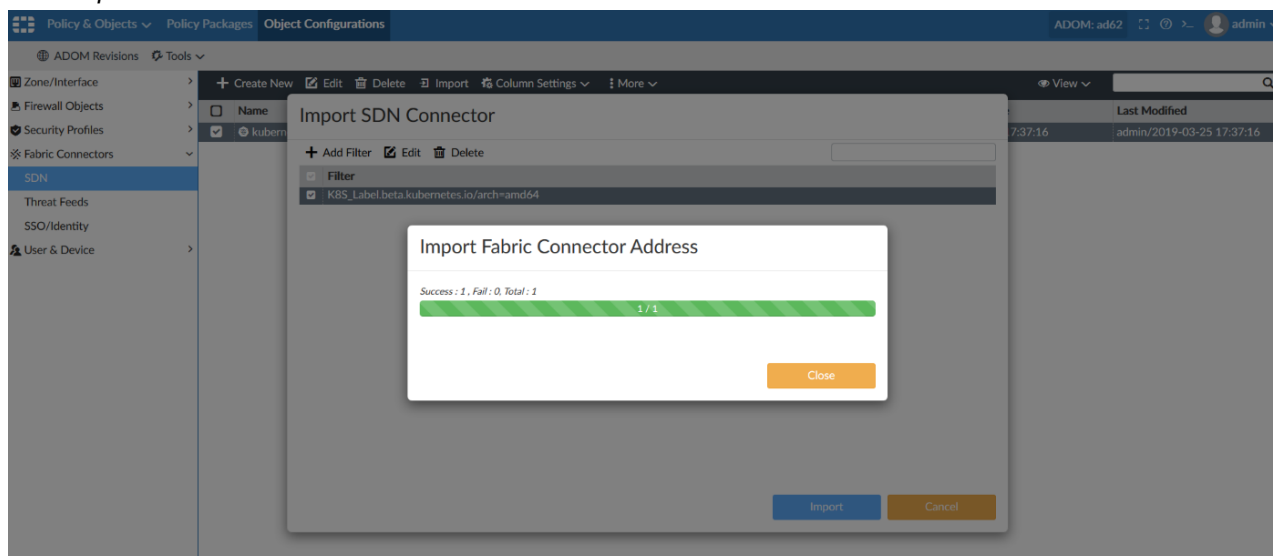 Policy & Objects Policy Packages Object Configurations ADOM: ad62 admin
ADOM Revisions Tools
Zone/Interface
Firewall Objects
Security Profiles
Fabric Connectors
SDN
Threat Feeds
SSO/Identity
User & Device
+ Create New Edit Delete Import Column Settings More View
Name Last Modified
kubern 7:37:16 admin/2019-03-25 17:37:16
Import SDN Connector
+ Add Filter Edit Delete
Filter
K8S_Label.beta.kubernetes.io/arch=amd64
Import Fabric Connector Address
Success : 1 , Fail : 0, Total : 1
1 / 1
Close
Import Cancel